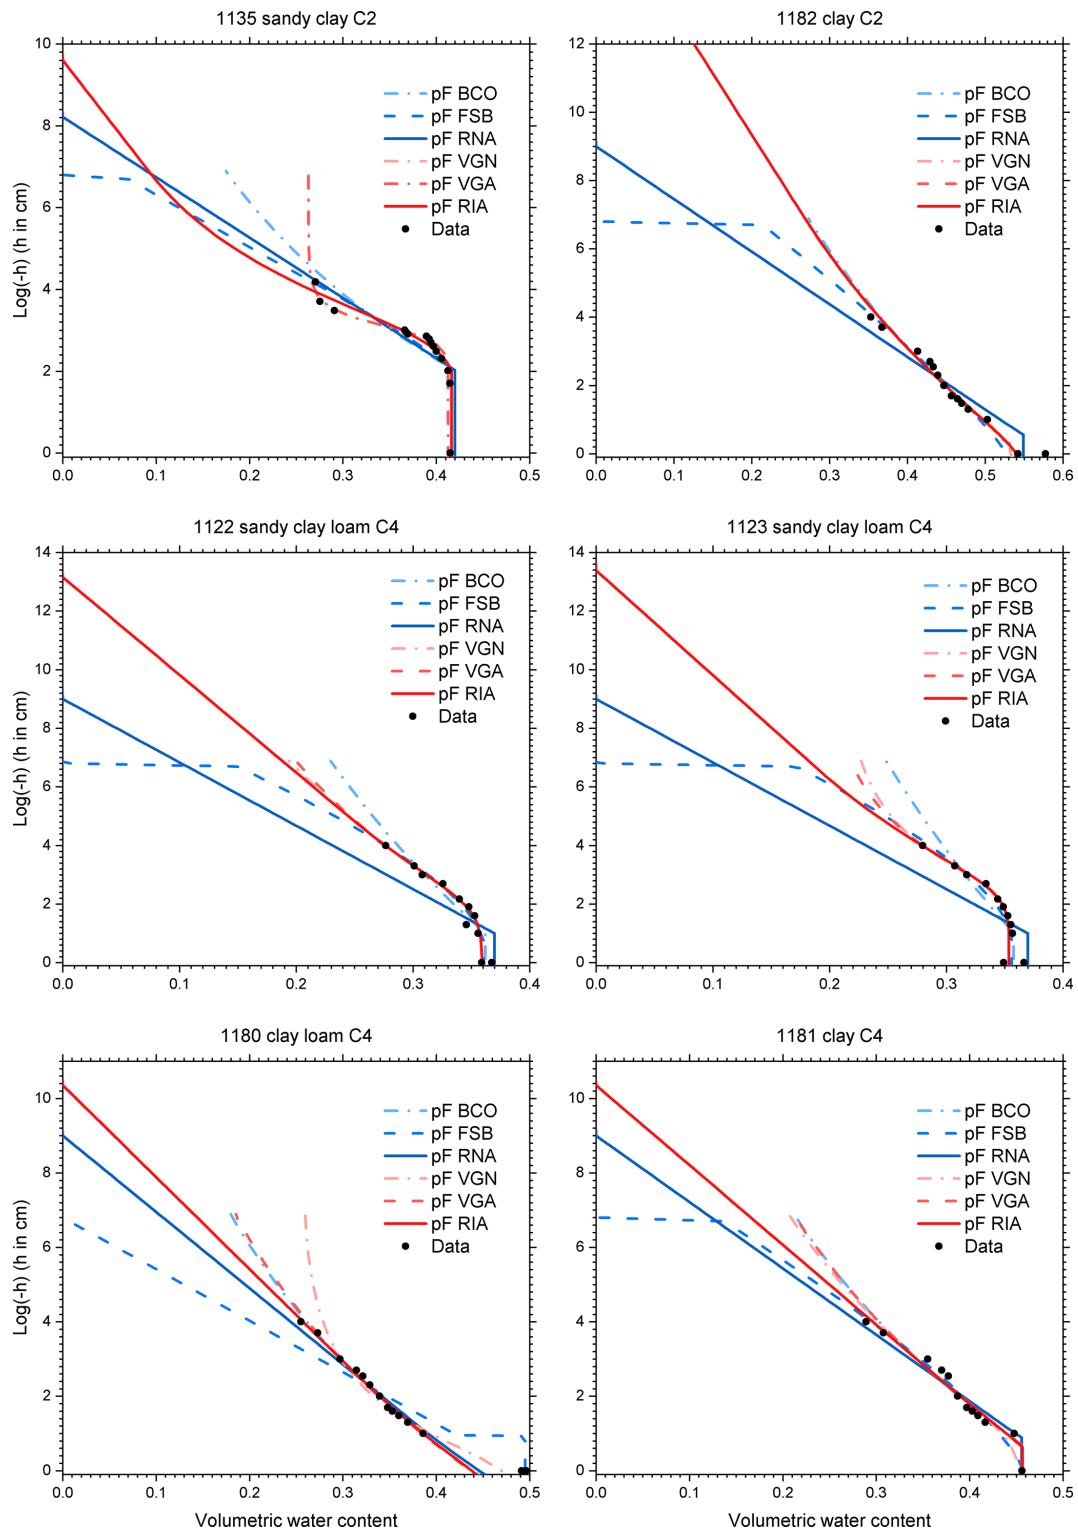 1135 sandy clay C2
10
8
6
4
2
0
Log(-h) (h in cm)
0.0 0.1 0.2 0.3 0.4 0.5
pF BCO
pF FSB
pF RNA
pF VGN
pF VGA
pF RIA
Data
1182 clay C2
12
10
8
6
4
2
0
0.0 0.1 0.2 0.3 0.4 0.5 0.6
pF BCO
pF FSB
pF RNA
pF VGN
pF VGA
pF RIA
Data
1122 sandy clay loam C4
14
12
10
8
6
4
2
0
Log(-h) (h in cm)
0.0 0.1 0.2 0.3 0.4
pF BCO
pF FSB
pF RNA
pF VGN
pF VGA
pF RIA
Data
1123 sandy clay loam C4
14
12
10
8
6
4
2
0
0.0 0.1 0.2 0.3 0.4
pF BCO
pF FSB
pF RNA
pF VGN
pF VGA
pF RIA
Data
1180 clay loam C4
10
8
6
4
2
0
Log(-h) (h in cm)
0.0 0.1 0.2 0.3 0.4 0.5
Volumetric water content
pF BCO
pF FSB
pF RNA
pF VGN
pF VGA
pF RIA
Data
1181 clay C4
10
8
6
4
2
0
0.0 0.1 0.2 0.3 0.4 0.5
Volumetric water content
pF BCO
pF FSB
pF RNA
pF VGN
pF VGA
pF RIA
Data